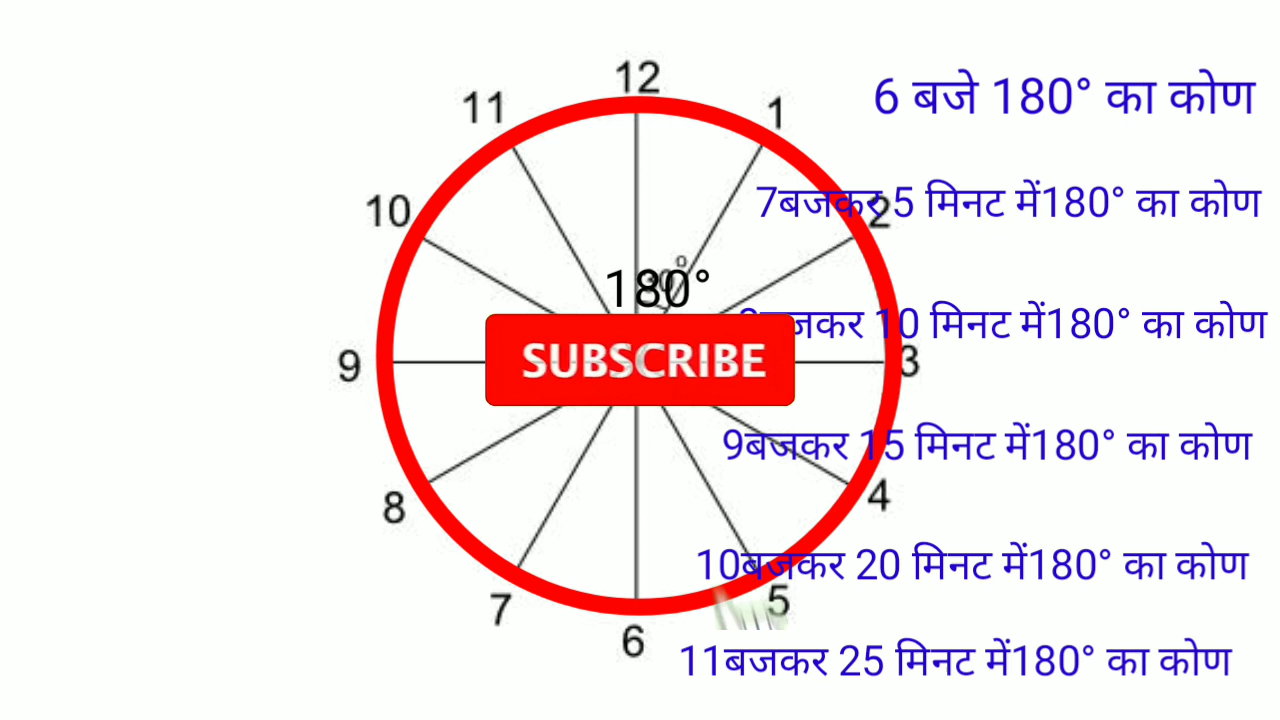 12
11
1
6 बजे 180° का कोण
10
2
7बजकर 5 मिनट में180° का कोण
180°
10 मिनट में180° का कोण
SUBSCRIBE
9
3
9बजकर 15 मिनट में180° का कोण
8
4
10बजकर 20 मिनट में180° का कोण
7
5
6
11बजकर 25 मिनट में180° का कोण